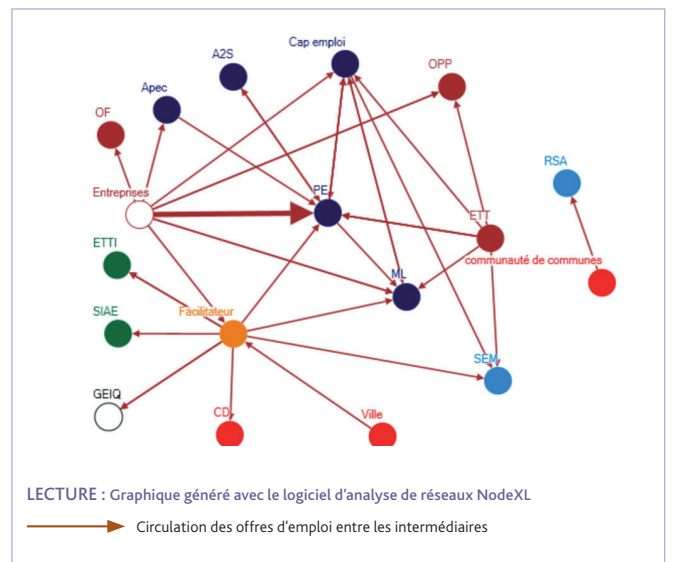 Cap emploi
A2S
OPP
Apec
OF
RSA
Entreprises
PE
ETT
ETTI
communauté de communes
ML
SIAE
Facilitateur
SEM
GEIQ
CD
Ville
LECTURE : Graphique généré avec le logiciel d'analyse de réseaux NodeXL
Circulation des offres d'emploi entre les intermédiaires